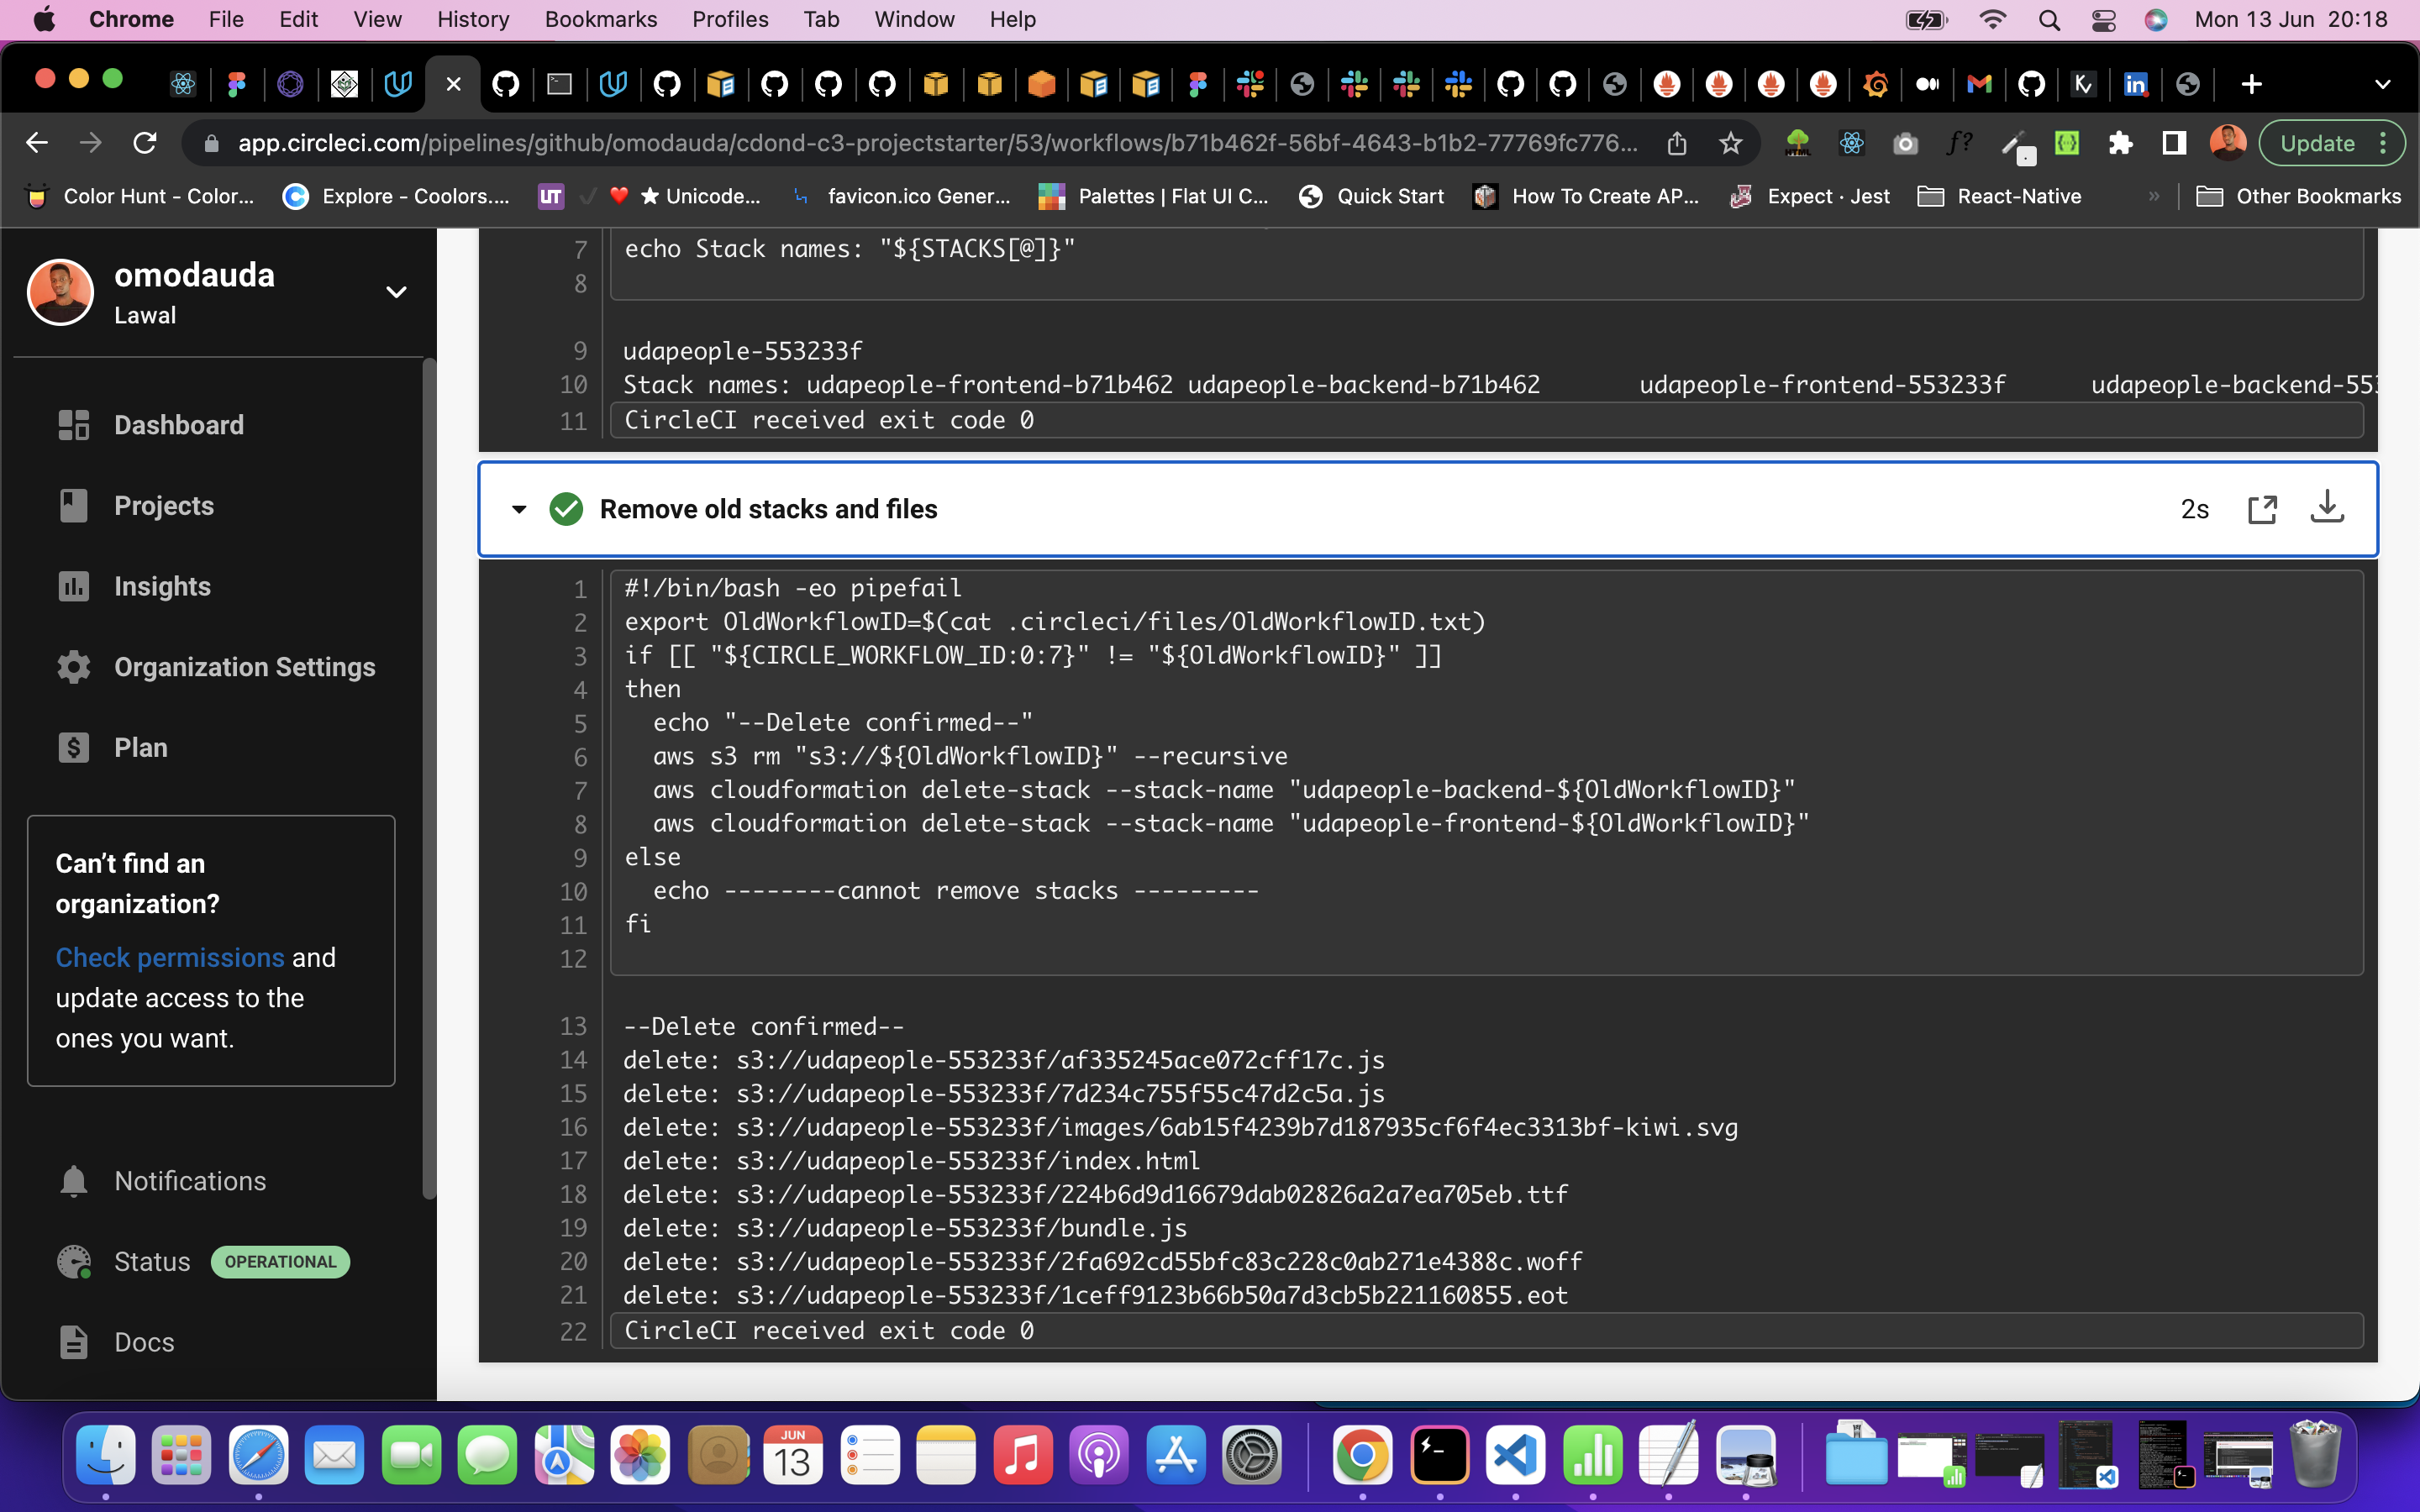 Chrome File Edit View History Bookmarks Profiles Tab Window Help Mon 13 Jun 20:18
app.circleci.com/pipelines/github/omodauda/cdond-c3-projectstarter/53/workflows/b71b462f-56bf-4643-b1b2-77769fc776... Update
Color Hunt - Color... Explore - Coolors.... UT ✓ ❤️ ★ Unicode... favicon.ico Gener... Palettes | Flat UI C... Quick Start How To Create AP... Expect · Jest React-Native » Other Bookmarks
omodauda
Lawal
Dashboard
Projects
Insights
Organization Settings
Plan
Can’t find an
organization?
Check permissions and
update access to the
ones you want.
Notifications
Status OPERATIONAL
Docs
7 echo Stack names: "${STACKS[@]}"
8
9 udapeople-553233f
10 Stack names: udapeople-frontend-b71b462 udapeople-backend-b71b462 udapeople-frontend-553233f udapeople-backend-553
11 CircleCI received exit code 0
Remove old stacks and files 2s
1 #!/bin/bash -eo pipefail
2 export OldWorkflowID=$(cat .circleci/files/OldWorkflowID.txt)
3 if [[ "${CIRCLE_WORKFLOW_ID:0:7}" != "${OldWorkflowID}" ]]
4 then
5 echo "--Delete confirmed--"
6 aws s3 rm "s3://${OldWorkflowID}" --recursive
7 aws cloudformation delete-stack --stack-name "udapeople-backend-${OldWorkflowID}"
8 aws cloudformation delete-stack --stack-name "udapeople-frontend-${OldWorkflowID}"
9 else
10 echo --------cannot remove stacks ---------
11 fi
12
13 --Delete confirmed--
14 delete: s3://udapeople-553233f/af335245ace072cff17c.js
15 delete: s3://udapeople-553233f/7d234c755f55c47d2c5a.js
16 delete: s3://udapeople-553233f/images/6ab15f4239b7d187935cf6f4ec3313bf-kiwi.svg
17 delete: s3://udapeople-553233f/index.html
18 delete: s3://udapeople-553233f/224b6d9d16679dab02826a2a7ea705eb.ttf
19 delete: s3://udapeople-553233f/bundle.js
20 delete: s3://udapeople-553233f/2fa692cd55bfc83c228c0ab271e4388c.woff
21 delete: s3://udapeople-553233f/1ceff9123b66b50a7d3cb5b221160855.eot
22 CircleCI received exit code 0
JUN
13